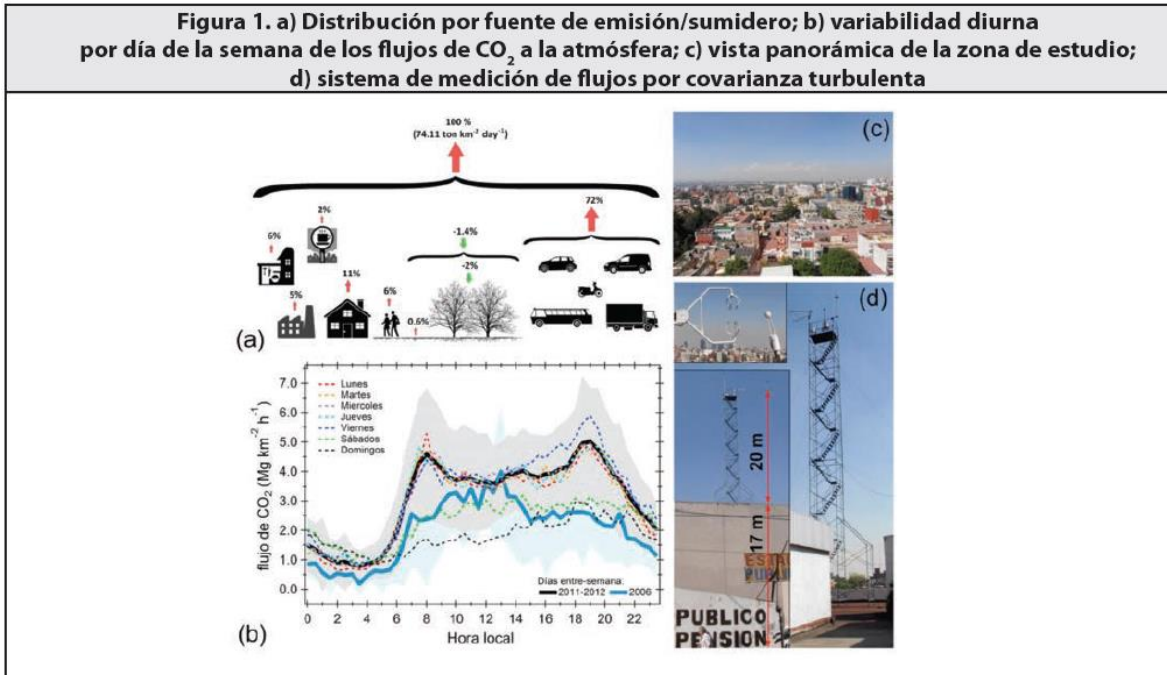 Figura 1. a) Distribución por fuente de emisión/sumidero; b) variabilidad diurna
por día de la semana de los flujos de CO2 a la atmósfera; c) vista panorámica de la zona de estudio;
d) sistema de medición de flujos por covarianza turbulenta
100 %
(74.11 ton km-2 day-1)
72%
2%
6%
-1.4%
-2%
11%
5%
6%
0.6%
(a)
(c)
flujo de CO2 (Mg km-2 h-1)
7.0
6.0
5.0
4.0
3.0
2.0
1.0
0.0
Lunes
Martes
Miercoles
Jueves
Viernes
Sábados
Domingos
Días entre-semana:
2011-2012
2006
0 2 4 6 8 10 12 14 16 18 20 22
Hora local
(b)
(d)
20 m
17 m
ESTA
PUBLI
PUBLICO
PENSION